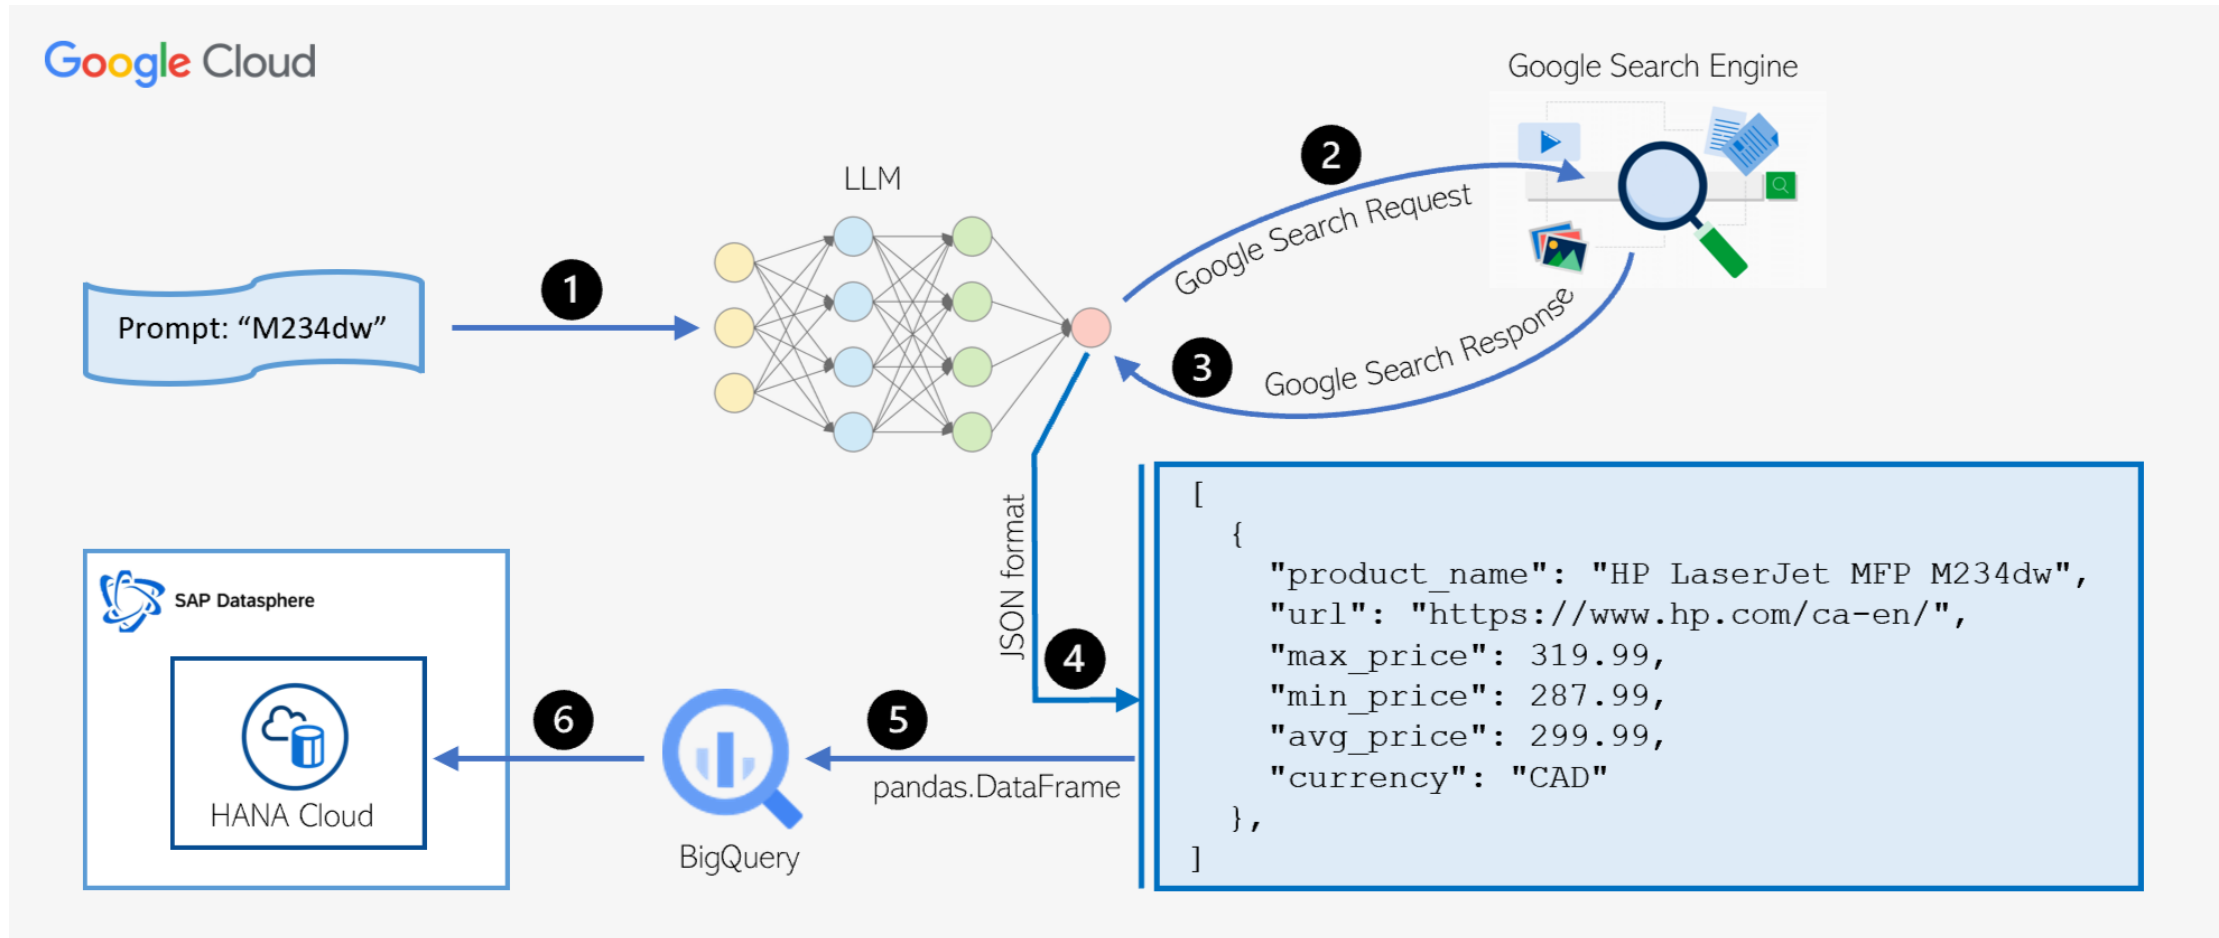 Google Cloud
Google Search Engine
LLM
Prompt: “M234dw”
1
2
Google Search Request
3
Google Search Response
JSON format
4
[
{
"product_name": "HP LaserJet MFP M234dw",
"url": "https://www.hp.com/ca-en/",
"max_price": 319.99,
"min_price": 287.99,
"avg_price": 299.99,
"currency": "CAD"
},
]
5
pandas.DataFrame
BigQuery
6
SAP Datasphere
HANA Cloud